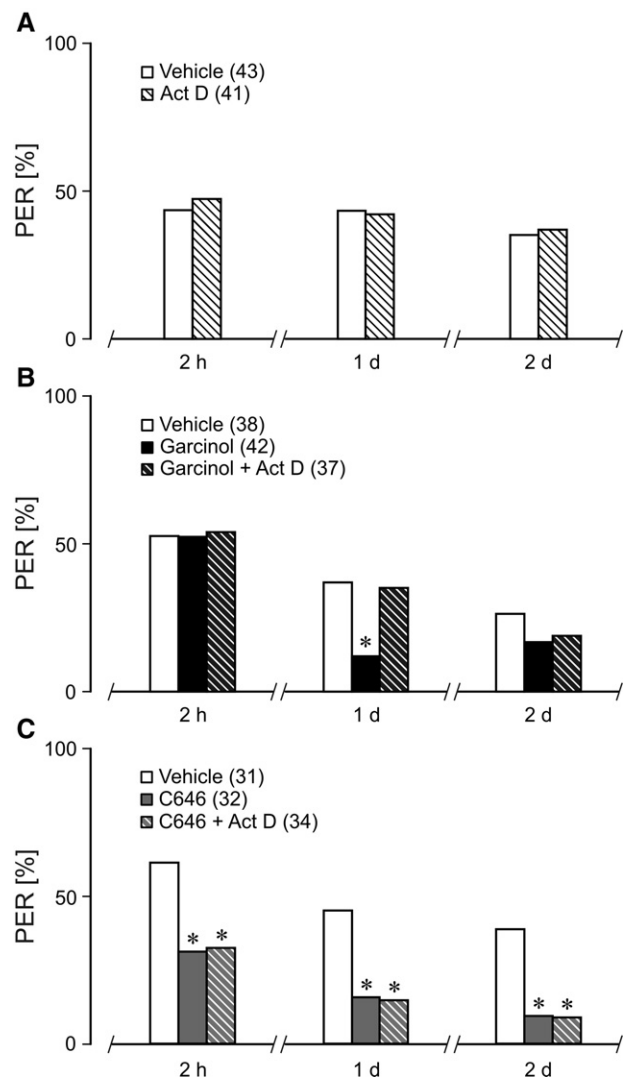 A
100
Vehicle (43)
Act D (41)
PER [%]
50
0
2 h 1 d 2 d
B
100
Vehicle (38)
Garcinol (42)
Garcinol + Act D (37)
PER [%]
50
*
0
2 h 1 d 2 d
C
100
Vehicle (31)
C646 (32)
C646 + Act D (34)
PER [%]
50
* * * * * *
0
2 h 1 d 2 d